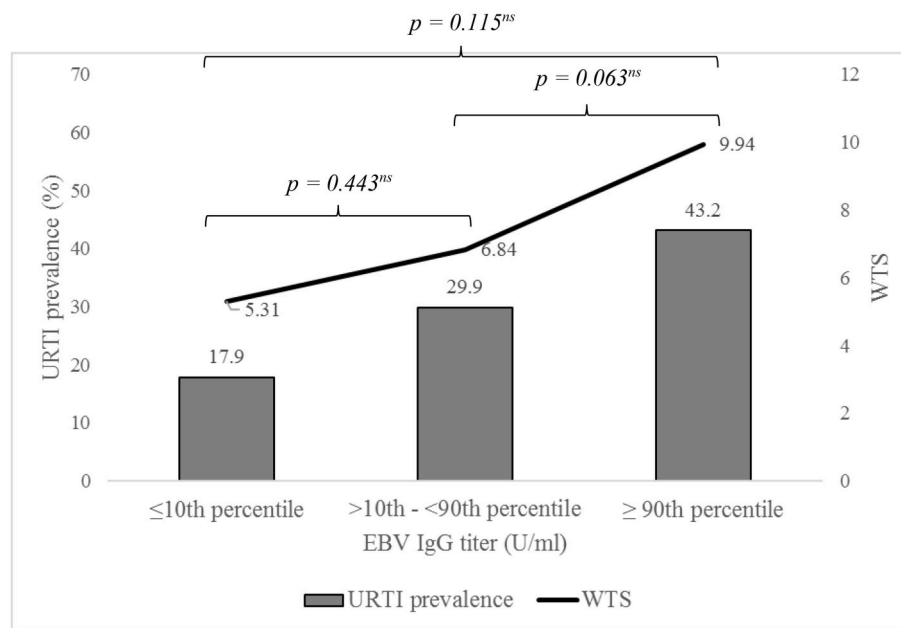 p = 0.115ns
70
12
p = 0.063ns
60
10
9.94
50
p = 0.443ns
43.2
8
40
6.84
6
30
5.31
29.9
20
17.9
4
10
2
0
0
URTI prevalence (%)
WTS
≤10th percentile
>10th - <90th percentile
≥ 90th percentile
EBV IgG titer (U/ml)
URTI prevalence
WTS